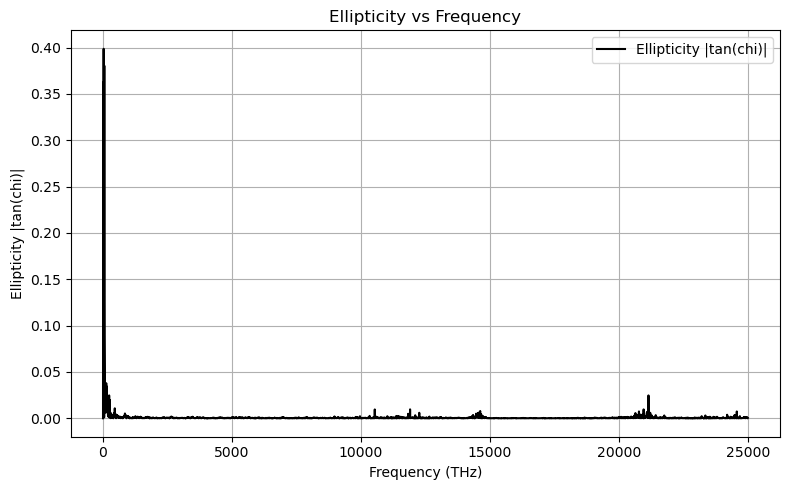 Ellipticity vs Frequency
Ellipticity |tan(chi)|
Ellipticity |tan(chi)|
0.40
0.35
0.30
0.25
0.20
0.15
0.10
0.05
0.00
0 5000 10000 15000 20000 25000
Frequency (THz)